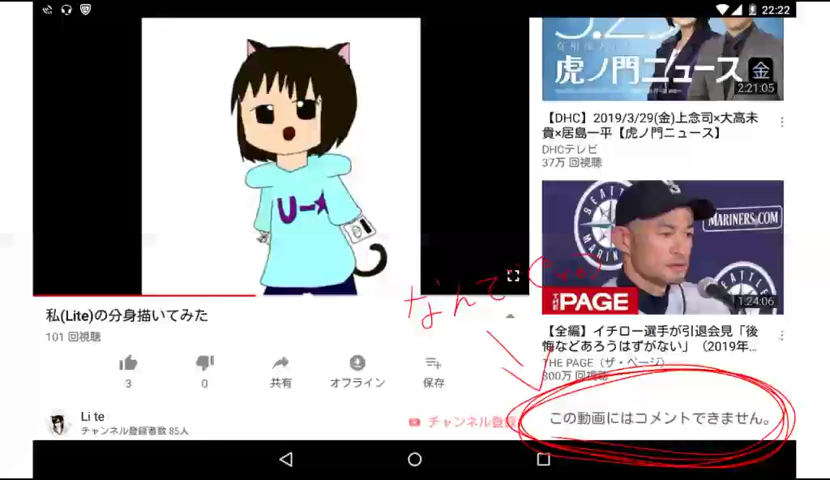 22:22
U-★
虎ノ門ニュース
金
2:21:05
【DHC】2019/3/29(金)上念司×大高未
貴×居島一平【虎ノ門ニュース】
DHCテレビ
37万 回視聴
MARINERS.COM
SEATTLE
THE PAGE
1:24:06
【全編】イチロー選手が引退会見「後
悔などあろうはずがない」（2019年...
THE PAGE（ザ・ページ）
800万 回視聴
なんで
私(Lite)の分身描いてみた
101 回視聴
3
0
共有
オフライン
保存
Li te
チャンネル登録者数 85人
チャンネル登録
この動画にはコメントできません。